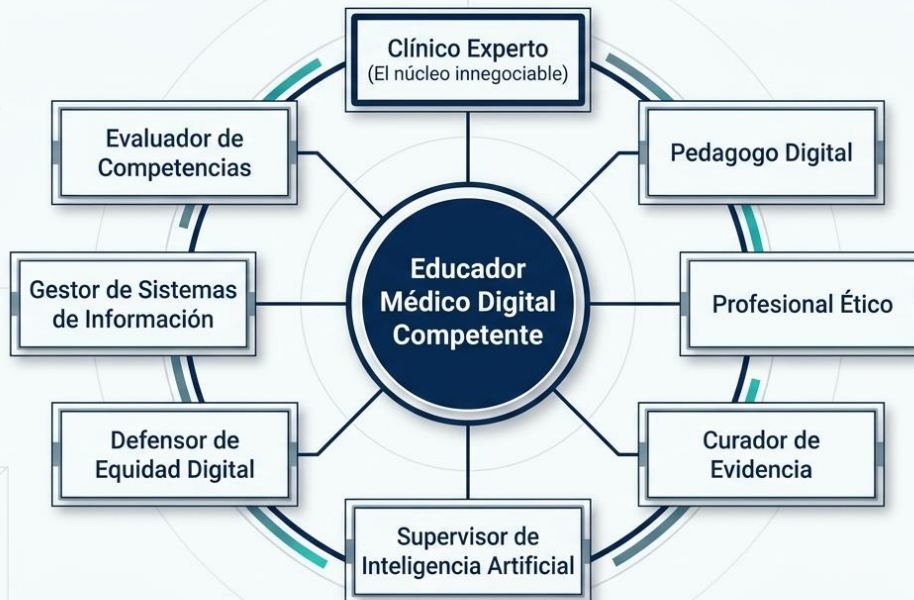 Clínico Experto
(El núcleo innegociable)
Evaluador de
Competencias
Pedagogo Digital
Educador
Médico Digital
Competente
Gestor de Sistemas
de Información
Profesional Ético
Defensor de
Equidad Digital
Curador de
Evidencia
Supervisor de
Inteligencia Artificial